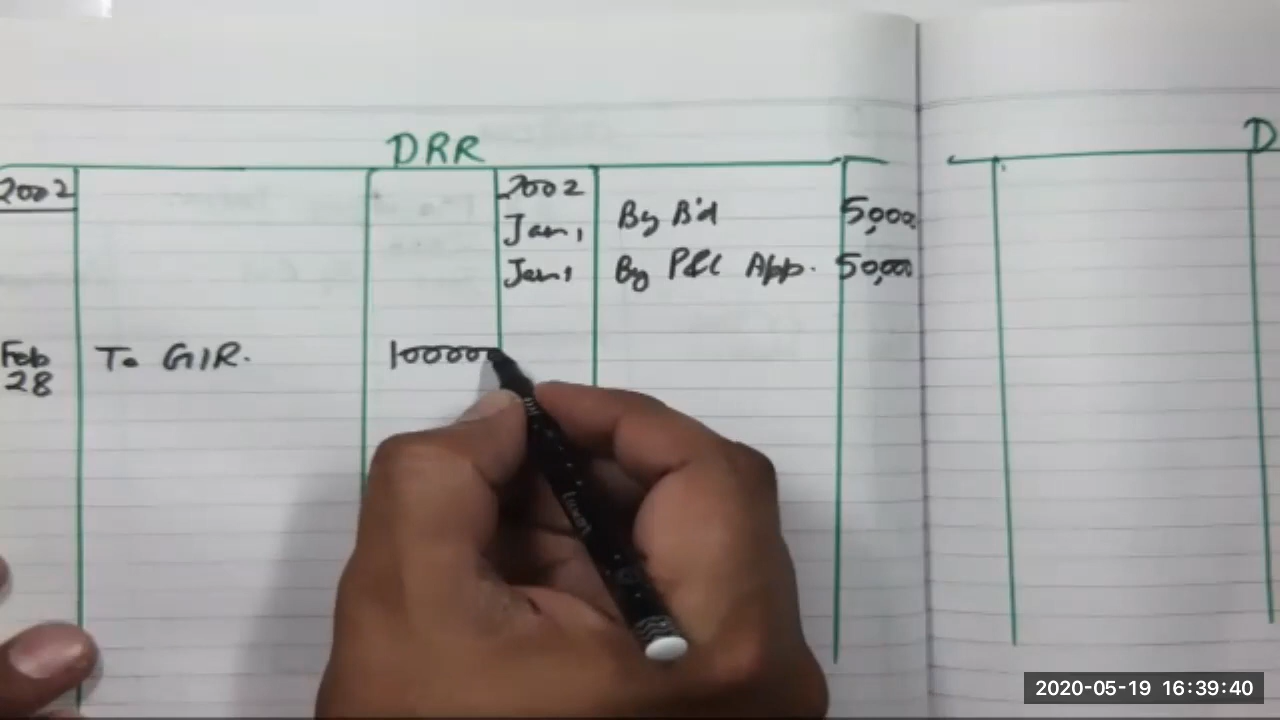 DRR
D
2002
2002
By B'd
5,000
Jan 1
Jan 1
By P&L App.
50,000
Feb
28
To G/R.
100000
2020-05-19 16:39:40